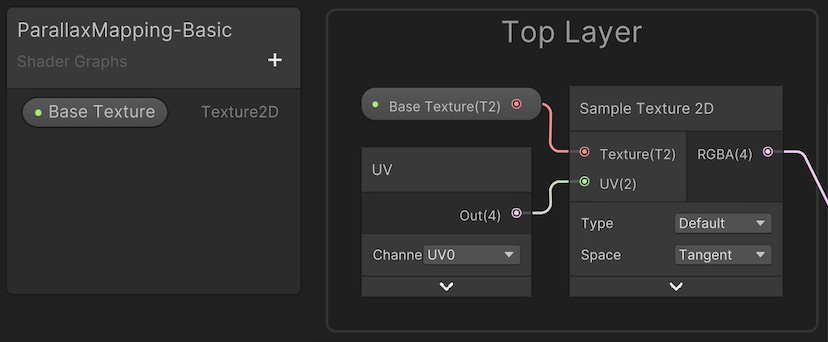 ParallaxMapping-Basic
Shader Graphs
+
Base Texture
Texture2D
Top Layer
Base Texture(T2)
UV
Out(4)
Channe UV0
Sample Texture 2D
Texture(T2)
RGBA(4)
UV(2)
Type Default
Space Tangent